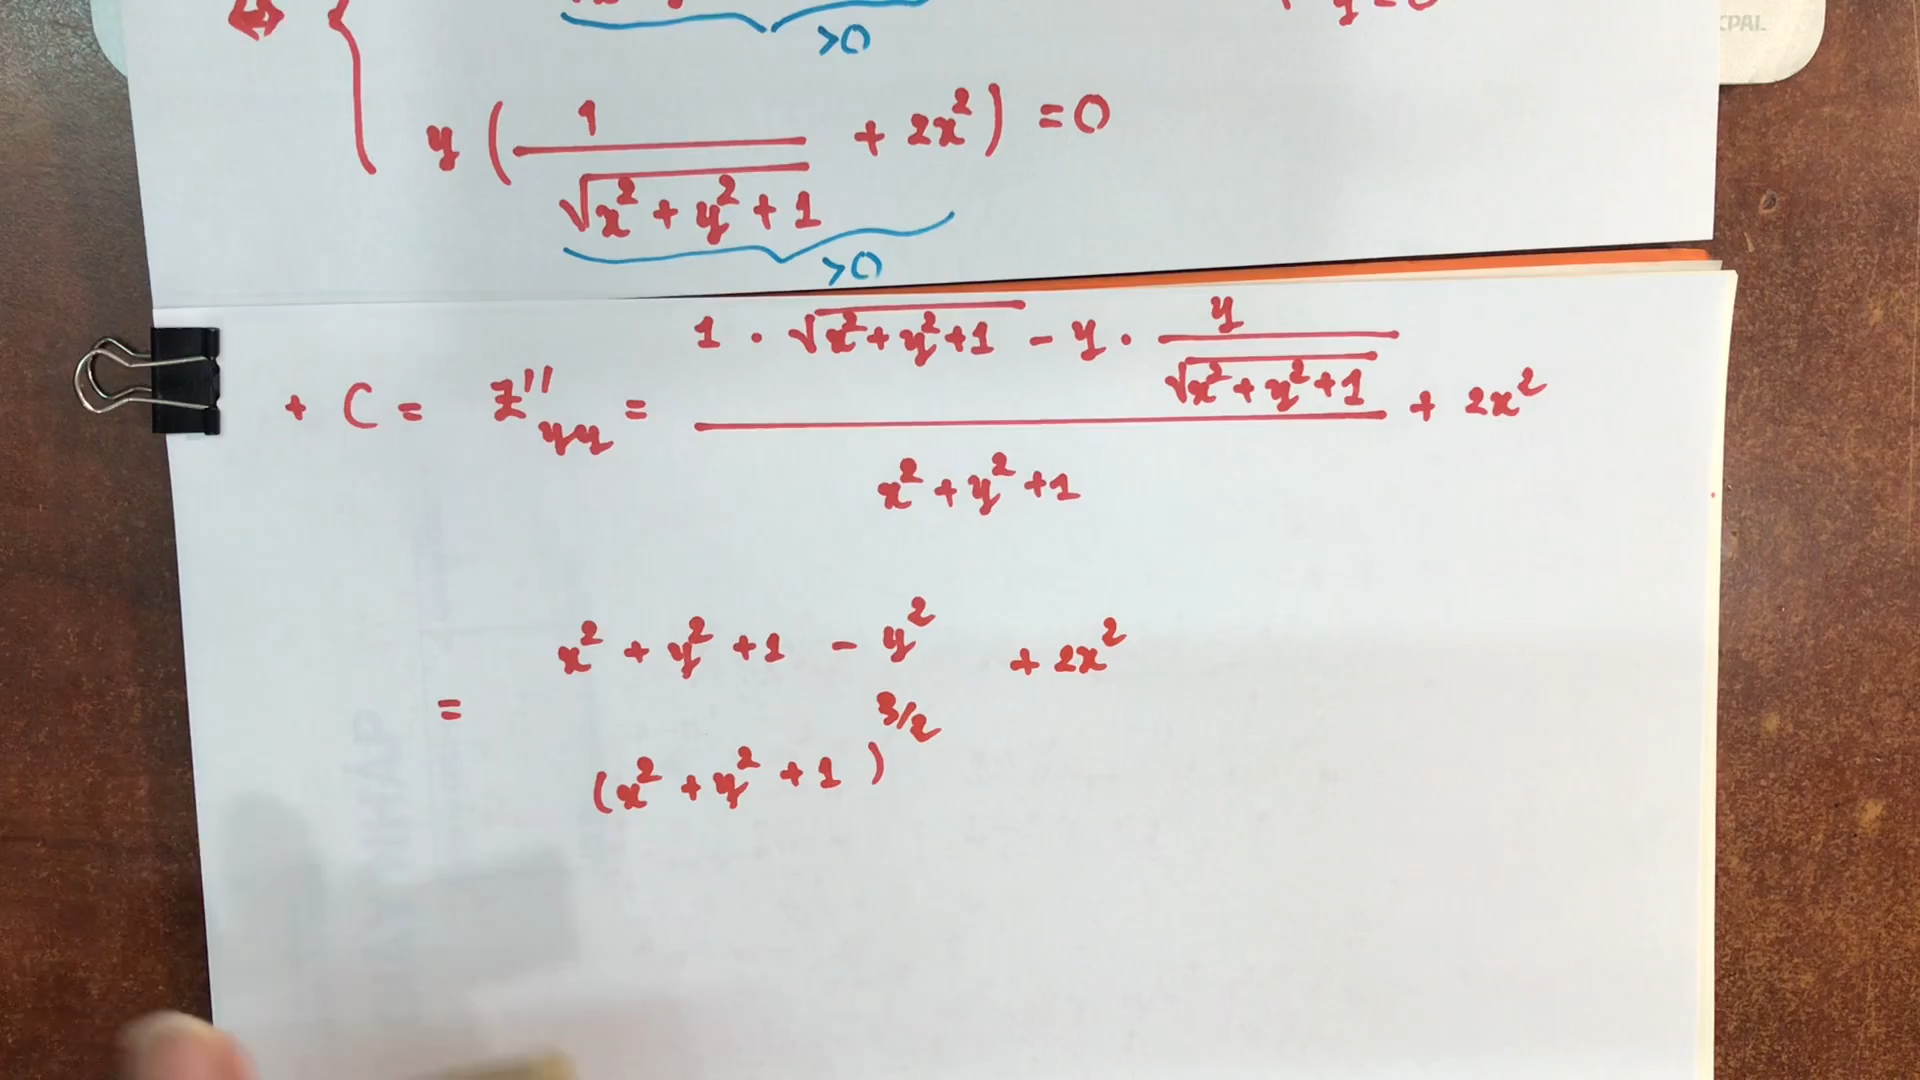 >0
y ( 1 / √(x² + y² + 1) + 2x² ) = 0
>0
+ C = Z''yy = ( 1 · √(x² + y² + 1) - y · y / √(x² + y² + 1) ) / ( x² + y² + 1 ) + 2x²
= x² + y² + 1 - y² / (x² + y² + 1)^3/2 + 2x²